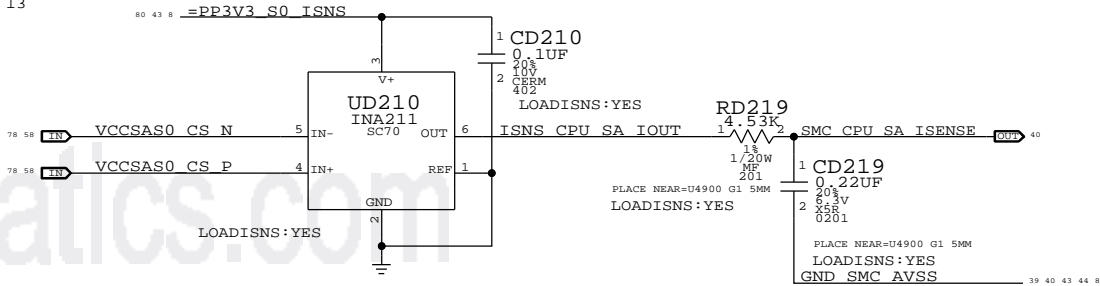 13
80 43 8 =PP3V3_S0_ISNS
1 CD210
0.1UF
20%
10V
2 CERM
402
LOADISNS:YES
3
V+
UD210
INA211
SC70
78 58 IN VCCSAS0_CS_N 5 IN- OUT 6 ISNS_CPU_SA_IOUT
78 58 IN VCCSAS0_CS_P 4 IN+ REF 1
GND
2
LOADISNS:YES
RD219
4.53K
1 2 SMC_CPU_SA_ISENSE OUT 40
1%
1/20W
MF
201
PLACE_NEAR=U4900 G1 5MM
LOADISNS:YES
1 CD219
0.22UF
20%
6.3V
2 X5R
0201
PLACE_NEAR=U4900 G1 5MM
LOADISNS:YES
GND_SMC_AVSS 39 40 43 44 8
atics.com